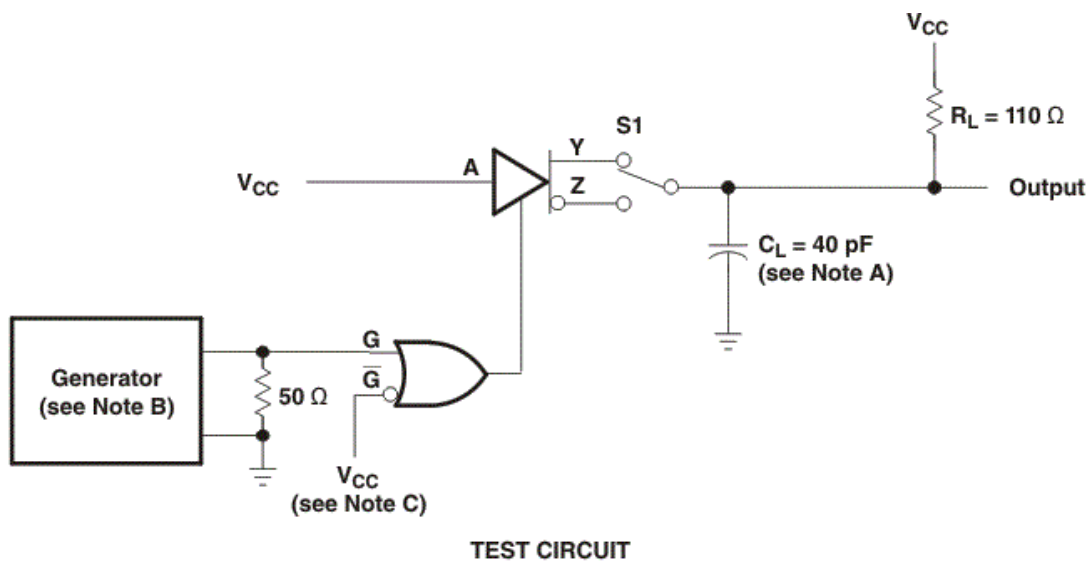 VCC
RL = 110 Ω
S1
Y
A
VCC
Z
Output
CL = 40 pF
(see Note A)
G
G̅
Generator
(see Note B)
50 Ω
VCC
(see Note C)
TEST CIRCUIT